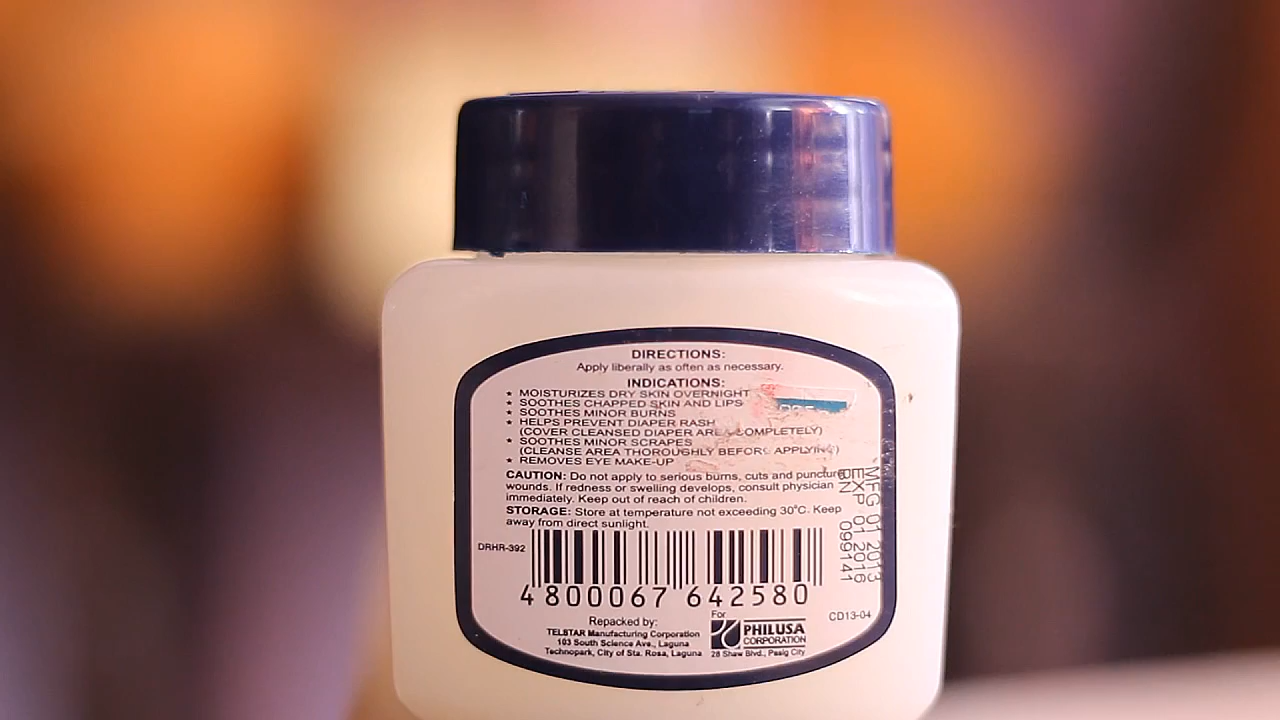 DIRECTIONS:
Apply liberally as often as necessary.
INDICATIONS:
★ MOISTURIZES DRY SKIN OVERNIGHT
★ SOOTHES CHAPPED SKIN AND LIPS
★ SOOTHES MINOR BURNS
★ HELPS PREVENT DIAPER RASH
(COVER CLEANSED DIAPER AREA COMPLETELY)
★ SOOTHES MINOR SCRAPES
(CLEANSE AREA THOROUGHLY BEFORE APPLYING)
★ REMOVES EYE MAKE-UP
CAUTION: Do not apply to serious burns, cuts and puncture
wounds. If redness or swelling develops, consult physician
immediately. Keep out of reach of children.
STORAGE: Store at temperature not exceeding 30°C. Keep
away from direct sunlight.
MFG 01 2013
EXP 01 2016
BN 099141
DRHR-392
4 800067 642580
CD13-04
Repacked by:
TELSTAR Manufacturing Corporation
103 South Science Ave., Laguna
Technopark, City of Sta. Rosa, Laguna
For
PHILUSA
CORPORATION
28 Shaw Blvd., Pasig City